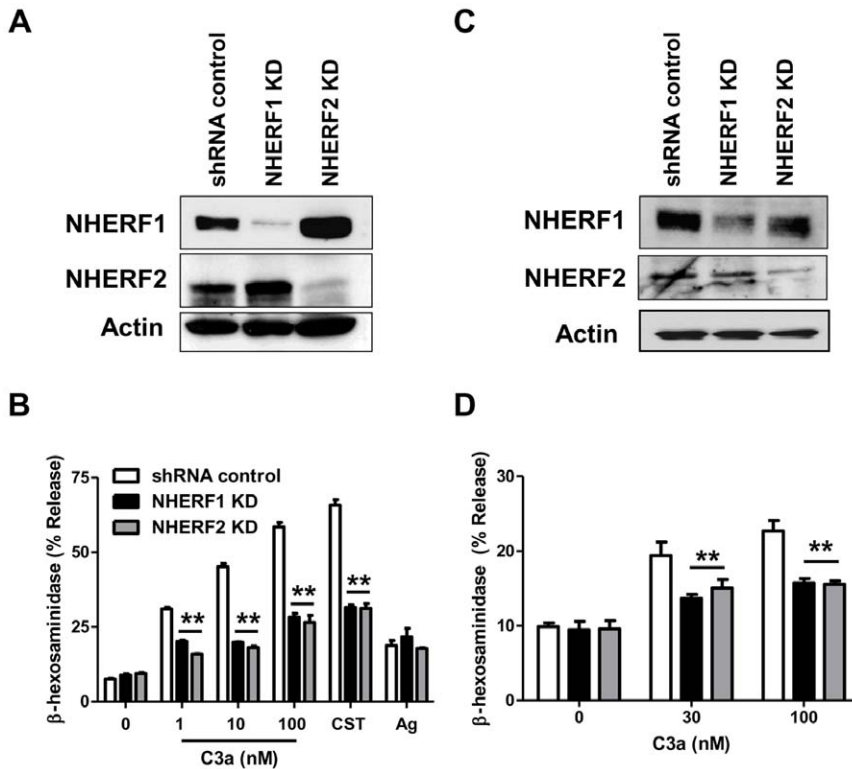 A
shRNA control
NHERF1 KD
NHERF2 KD
NHERF1
NHERF2
Actin
C
shRNA control
NHERF1 KD
NHERF2 KD
NHERF1
NHERF2
Actin
B
β-hexosaminidase (% Release)
75
50
25
0
shRNA control
NHERF1 KD
NHERF2 KD
**
**
**
**
0
1
10
100
CST
Ag
C3a (nM)
D
β-hexosaminidase (% Release)
30
20
10
0
**
**
0
30
100
C3a (nM)